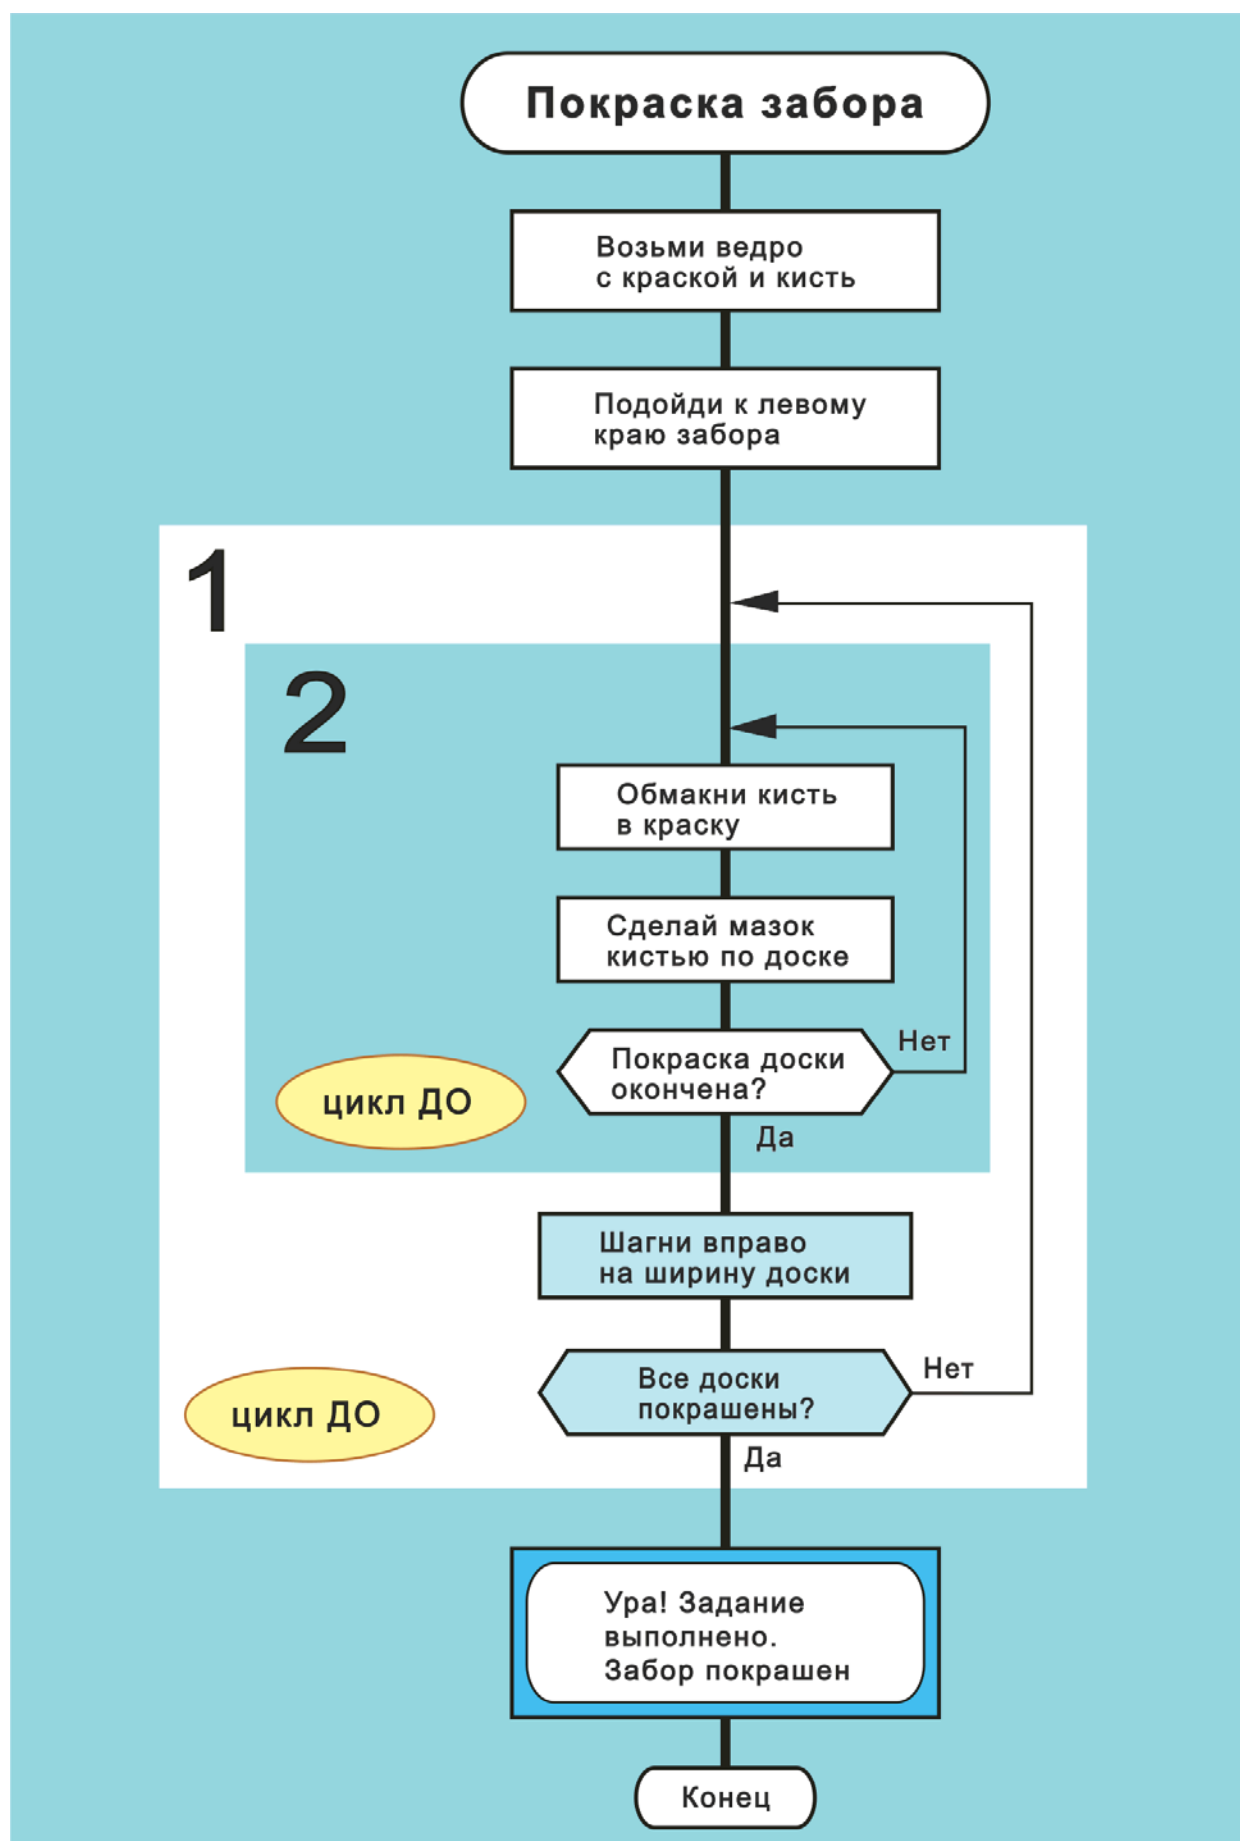 Покраска забора
Возьми ведро
с краской и кисть
Подойди к левому
краю забора
1
2
Обмакни кисть
в краску
Сделай мазок
кистью по доске
Нет
Покраска доски
окончена?
цикл ДО
Да
Шагни вправо
на ширину доски
Нет
Все доски
покрашены?
цикл ДО
Да
Ура! Задание
выполнено.
Забор покрашен
Конец